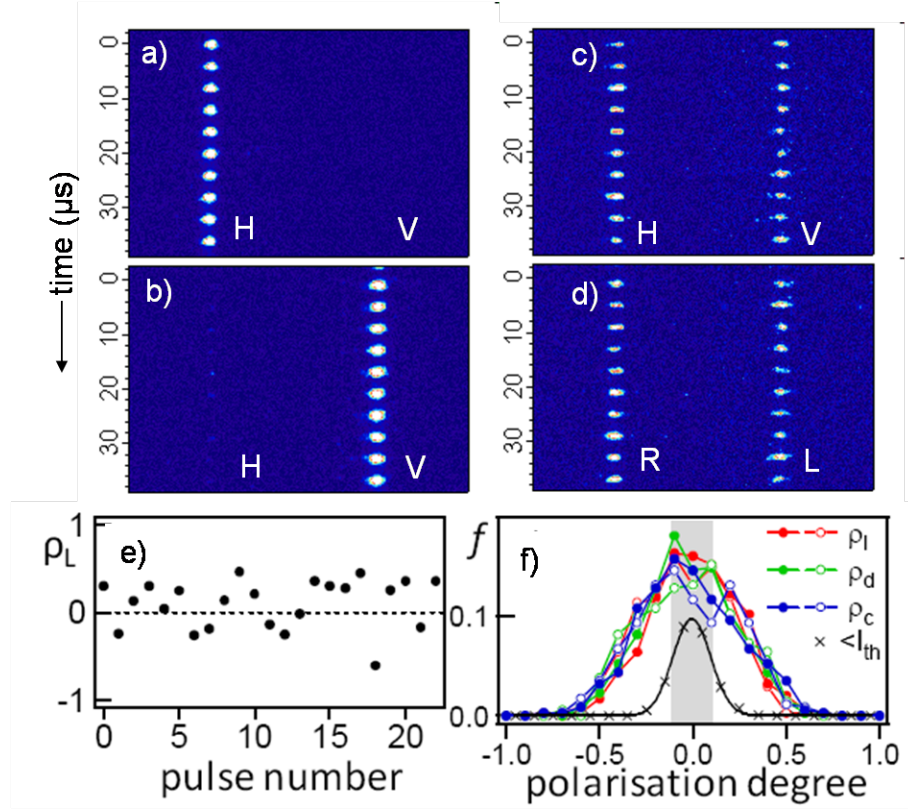 a)
0
10
20
30
H V
b)
0
10
20
30
H V
time (µs)
c)
0
10
20
30
H V
d)
0
10
20
30
R L
e)
ρL
1
0
-1
0 5 10 15 20
pulse number
f)
f
0.1
0.0
ρl
ρd
ρc
<Ith
-1.0 -0.5 0.0 0.5 1.0
polarisation degree